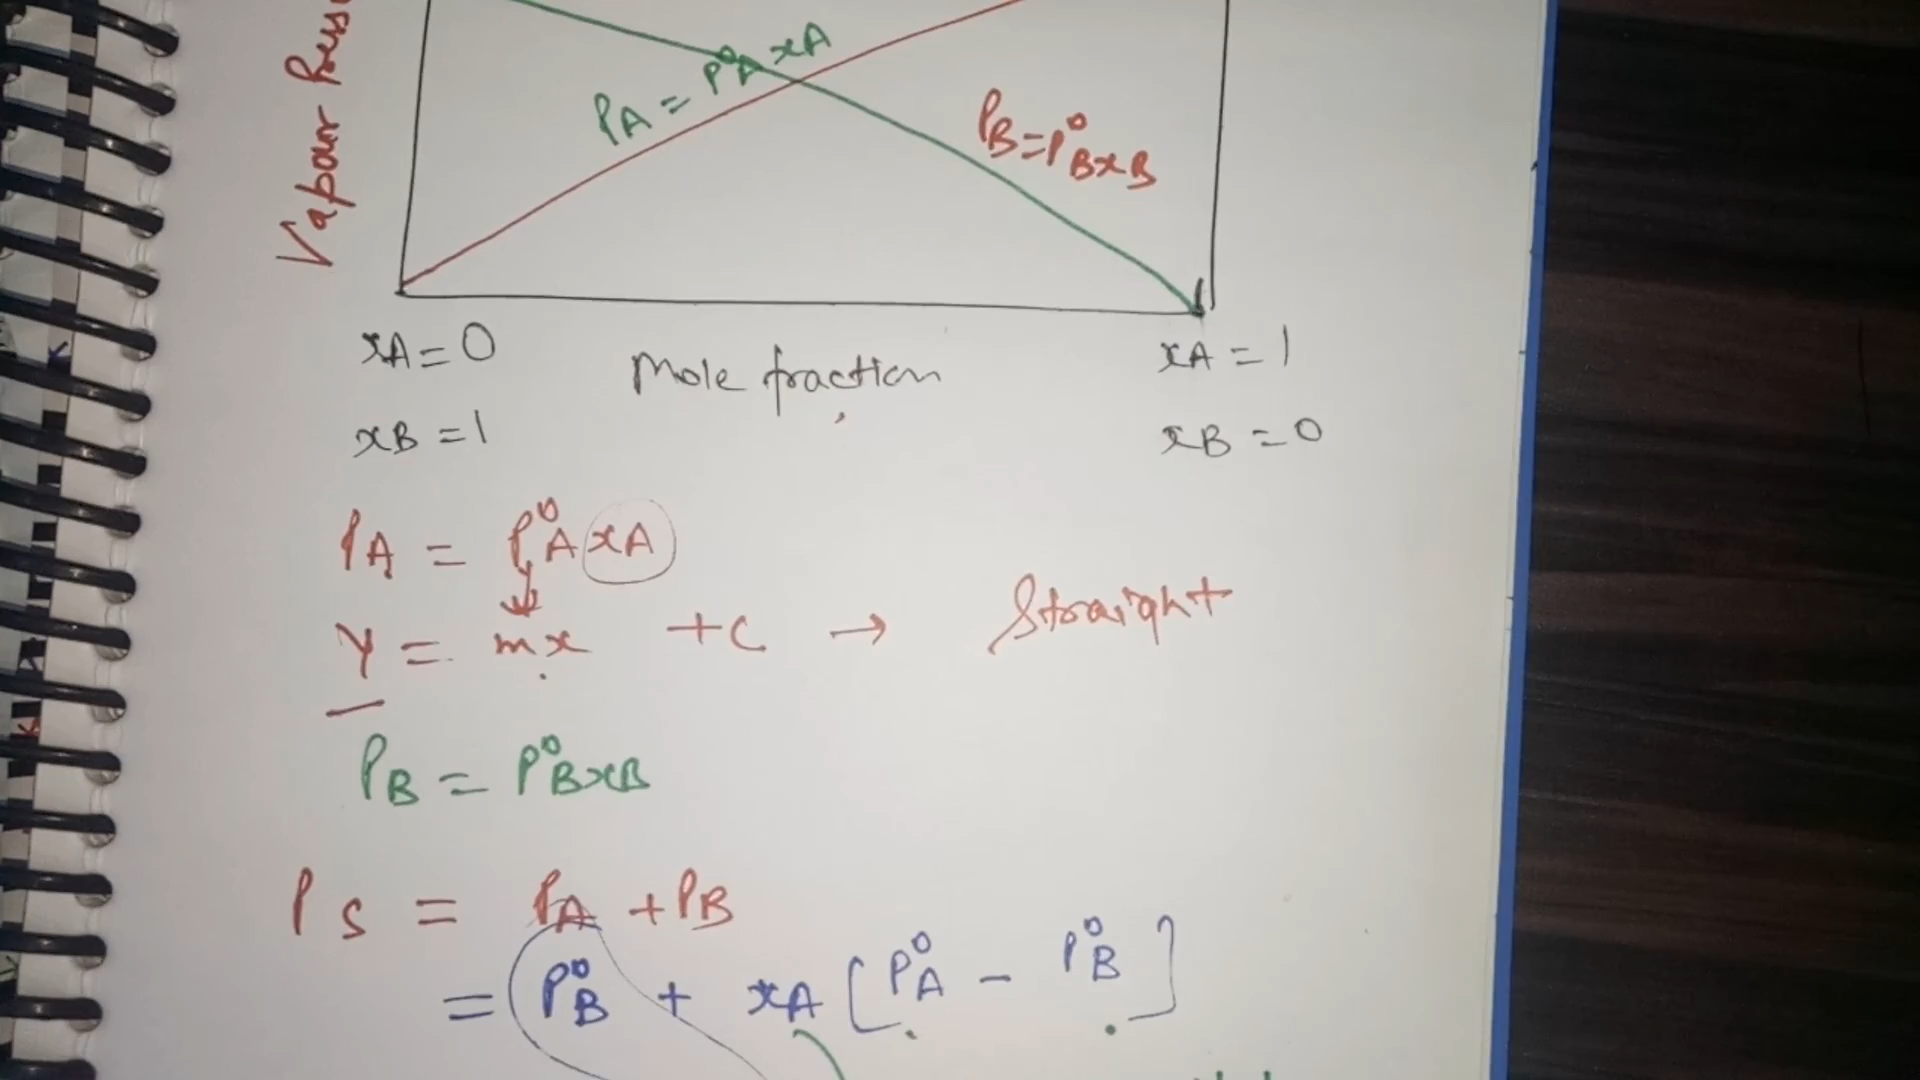 Vapour Press
PA = P°A xA
PB = P°B xB
xA = 0
Mole fraction
xA = 1
xB = 1
xB = 0
PA = P°A xA
Y = mx + c → Straight
PB = P°B xB
PS = PA + PB
= P°B + xA [P°A - P°B]